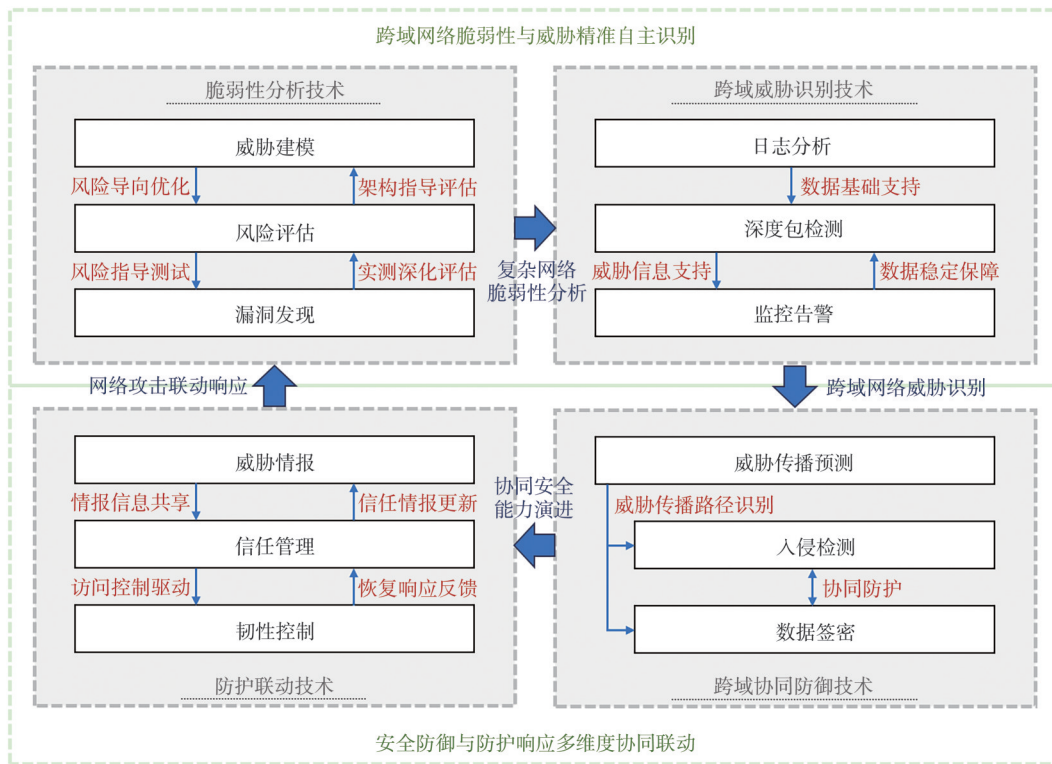 跨域网络脆弱性与威胁精准自主识别
脆弱性分析技术
威胁建模
风险导向优化
架构指导评估
风险评估
风险指导测试
实测深化评估
漏洞发现
复杂网络
脆弱性分析
跨域威胁识别技术
日志分析
数据基础支持
深度包检测
威胁信息支持
数据稳定保障
监控告警
网络攻击联动响应
跨域网络威胁识别
威胁情报
情报信息共享
信任情报更新
信任管理
访问控制驱动
恢复响应反馈
韧性控制
防护联动技术
协同安全
能力演进
威胁传播预测
威胁传播路径识别
入侵检测
协同防护
数据签密
跨域协同防御技术
安全防御与防护响应多维度协同联动